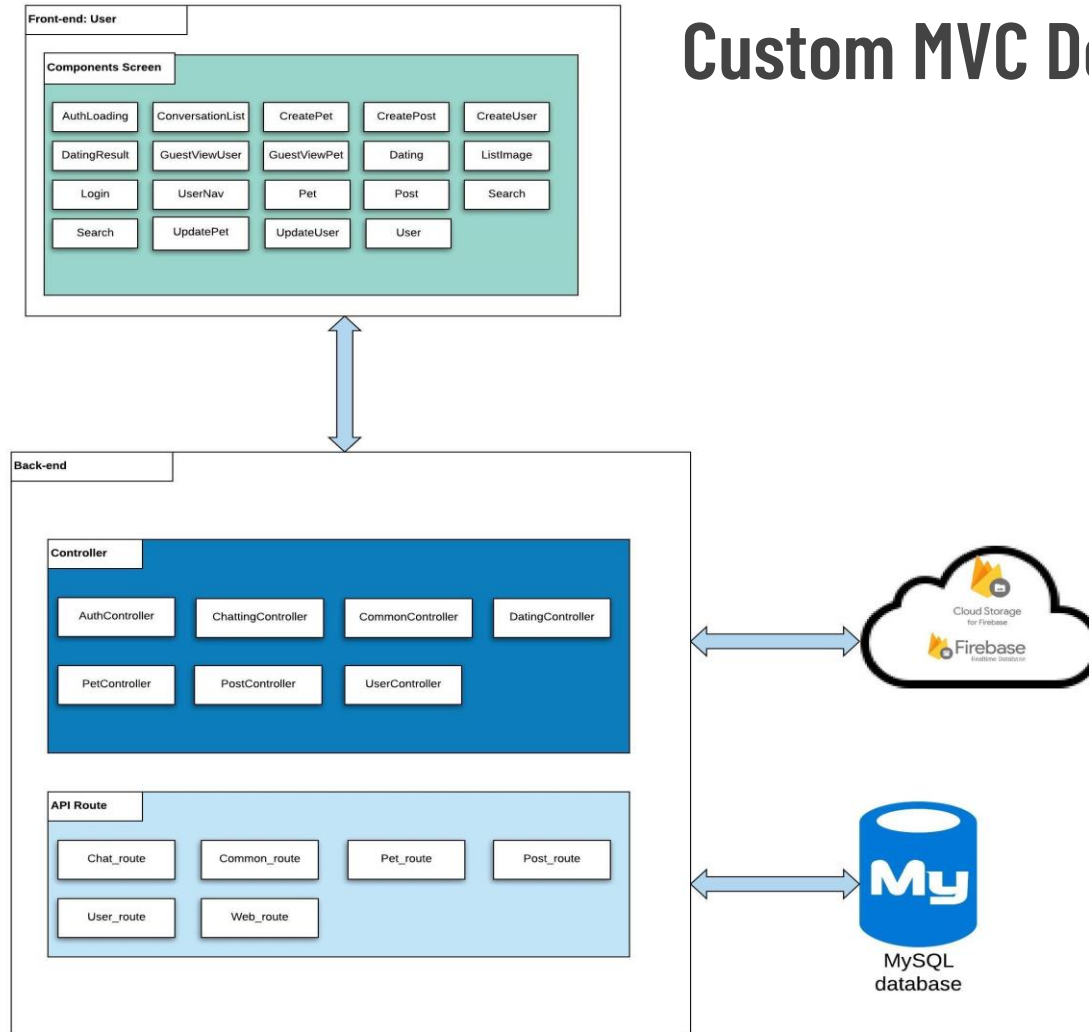 Custom MVC De
Front-end: User
Components Screen
AuthLoading
ConversationList
CreatePet
CreatePost
CreateUser
DatingResult
GuestViewUser
GuestViewPet
Dating
ListImage
Login
UserNav
Pet
Post
Search
Search
UpdatePet
UpdateUser
User
Back-end
Controller
AuthController
ChattingController
CommonController
DatingController
PetController
PostController
UserController
API Route
Chat_route
Common_route
Pet_route
Post_route
User_route
Web_route
Cloud Storage
for Firebase
Firebase
Realtime Database
My
MySQL
database